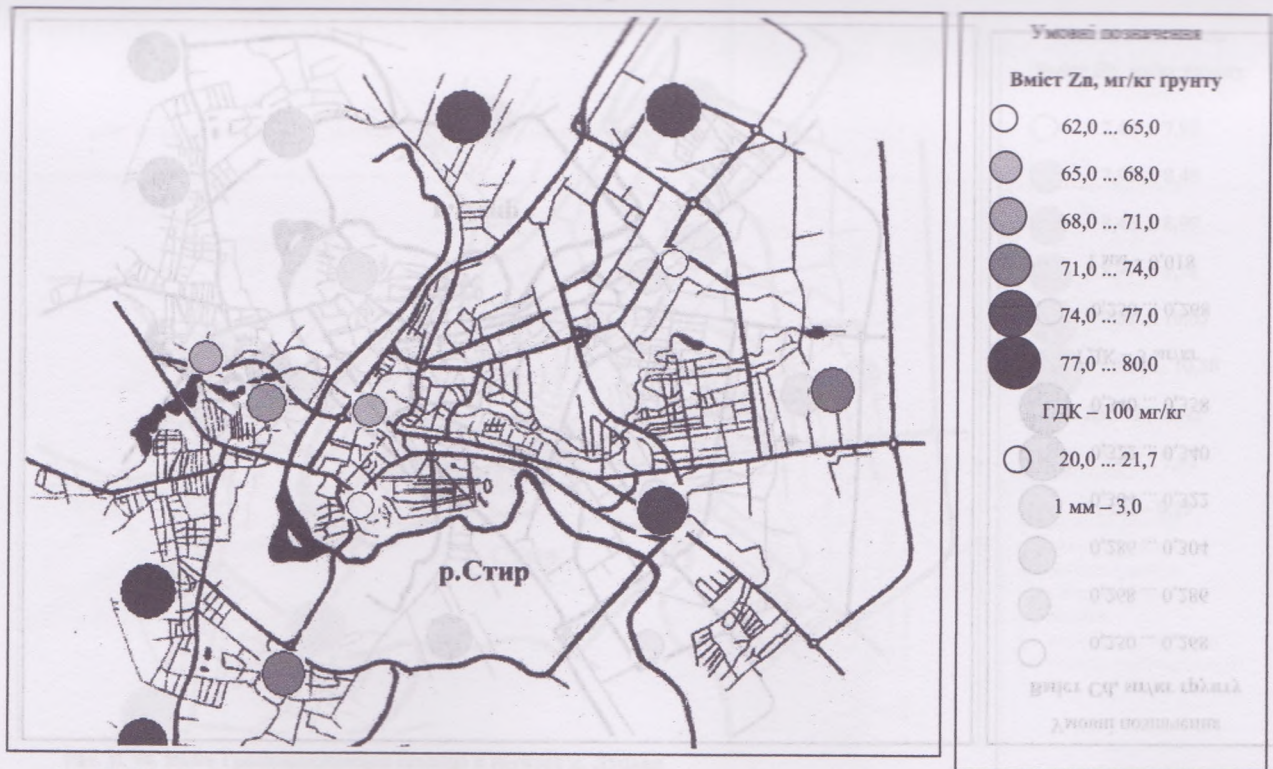 р.Стир
Умовні позначення
Вміст Zn, мг/кг ґрунту
62,0 ... 65,0
65,0 ... 68,0
68,0 ... 71,0
71,0 ... 74,0
74,0 ... 77,0
77,0 ... 80,0
ГДК – 100 мг/кг
20,0 ... 21,7
1 мм – 3,0